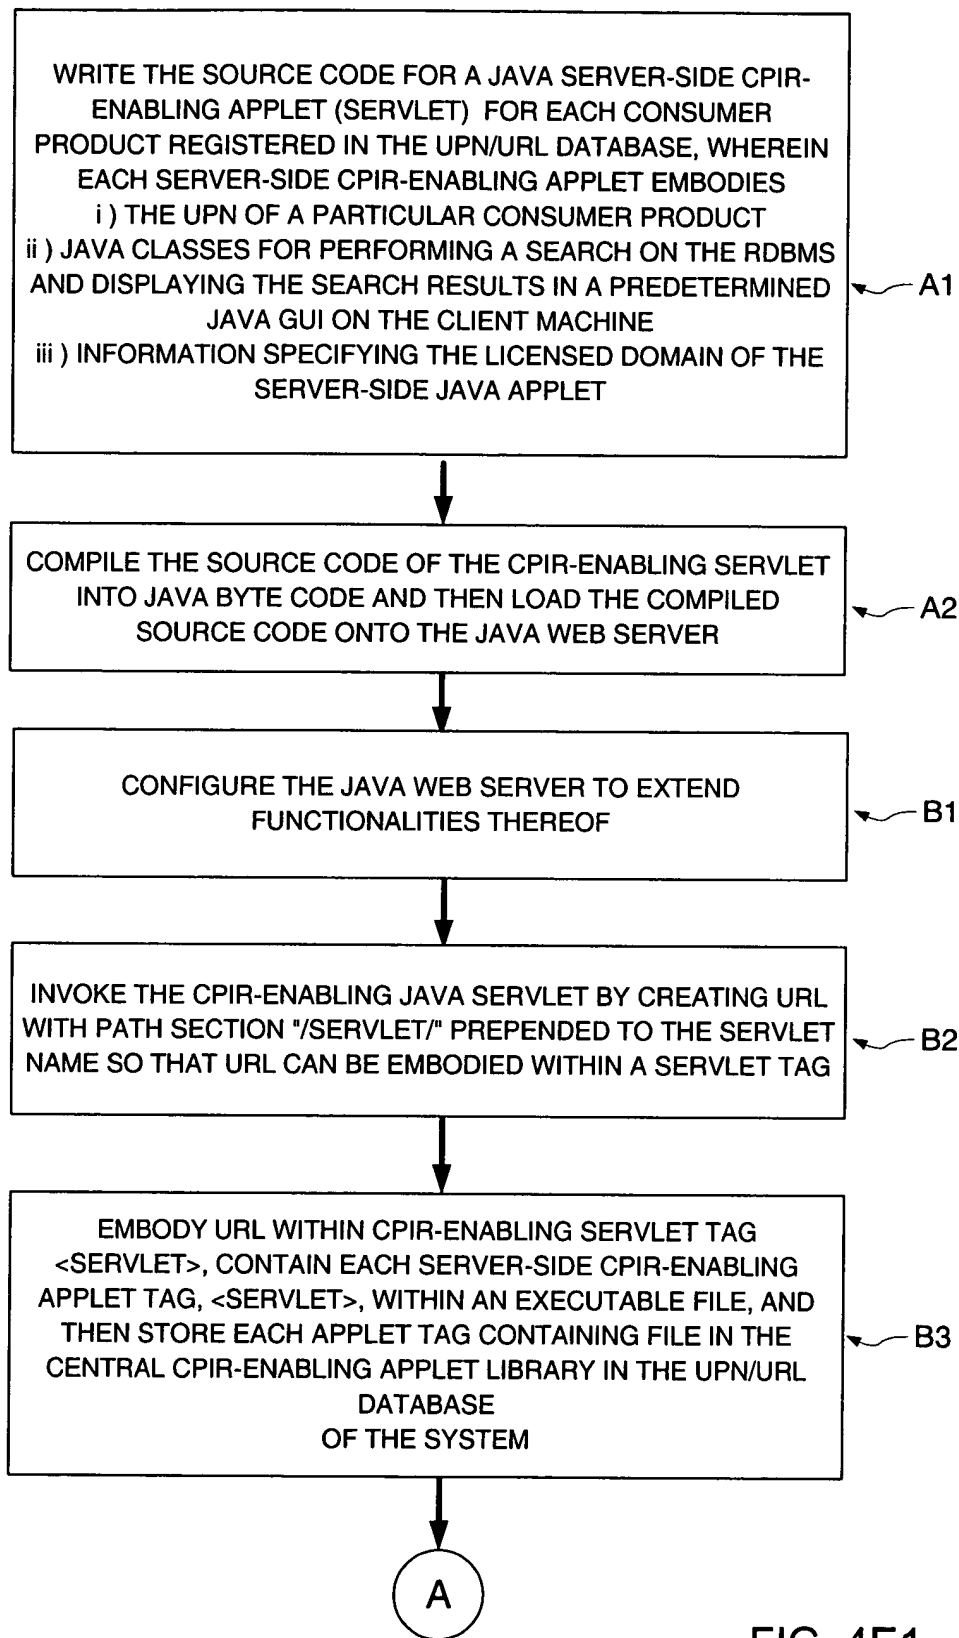 WRITE THE SOURCE CODE FOR A JAVA SERVER-SIDE CPIR-
ENABLING APPLET (SERVLET) FOR EACH CONSUMER
PRODUCT REGISTERED IN THE UPN/URL DATABASE, WHEREIN
EACH SERVER-SIDE CPIR-ENABLING APPLET EMBODIES
i ) THE UPN OF A PARTICULAR CONSUMER PRODUCT
ii ) JAVA CLASSES FOR PERFORMING A SEARCH ON THE RDBMS
AND DISPLAYING THE SEARCH RESULTS IN A PREDETERMINED
JAVA GUI ON THE CLIENT MACHINE
iii ) INFORMATION SPECIFYING THE LICENSED DOMAIN OF THE
SERVER-SIDE JAVA APPLET
A1
COMPILE THE SOURCE CODE OF THE CPIR-ENABLING SERVLET
INTO JAVA BYTE CODE AND THEN LOAD THE COMPILED
SOURCE CODE ONTO THE JAVA WEB SERVER
A2
CONFIGURE THE JAVA WEB SERVER TO EXTEND
FUNCTIONALITIES THEREOF
B1
INVOKE THE CPIR-ENABLING JAVA SERVLET BY CREATING URL
WITH PATH SECTION "/SERVLET/" PREPENDED TO THE SERVLET
NAME SO THAT URL CAN BE EMBODIED WITHIN A SERVLET TAG
B2
EMBODY URL WITHIN CPIR-ENABLING SERVLET TAG
<SERVLET>, CONTAIN EACH SERVER-SIDE CPIR-ENABLING
APPLET TAG, <SERVLET>, WITHIN AN EXECUTABLE FILE, AND
THEN STORE EACH APPLET TAG CONTAINING FILE IN THE
CENTRAL CPIR-ENABLING APPLET LIBRARY IN THE UPN/URL
DATABASE
OF THE SYSTEM
B3
A
FIG. 4E1